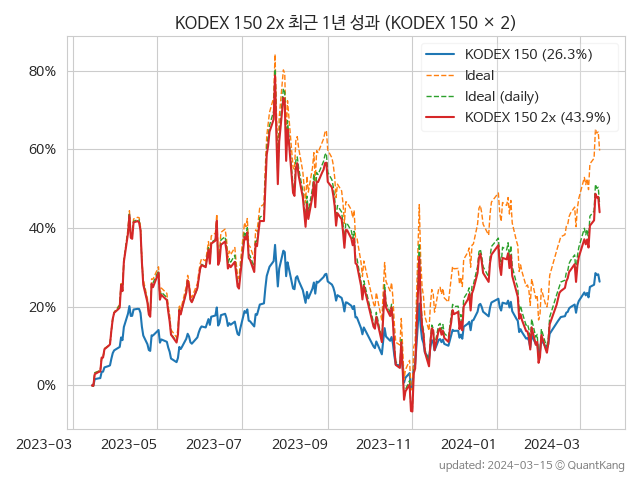 KODEX 150 2x 최근 1년 성과 (KODEX 150 × 2)
KODEX 150 (26.3%)
Ideal
Ideal (daily)
KODEX 150 2x (43.9%)
80%
60%
40%
20%
0%
2023-03 2023-05 2023-07 2023-09 2023-11 2024-01 2024-03
updated: 2024-03-15 © QuantKang